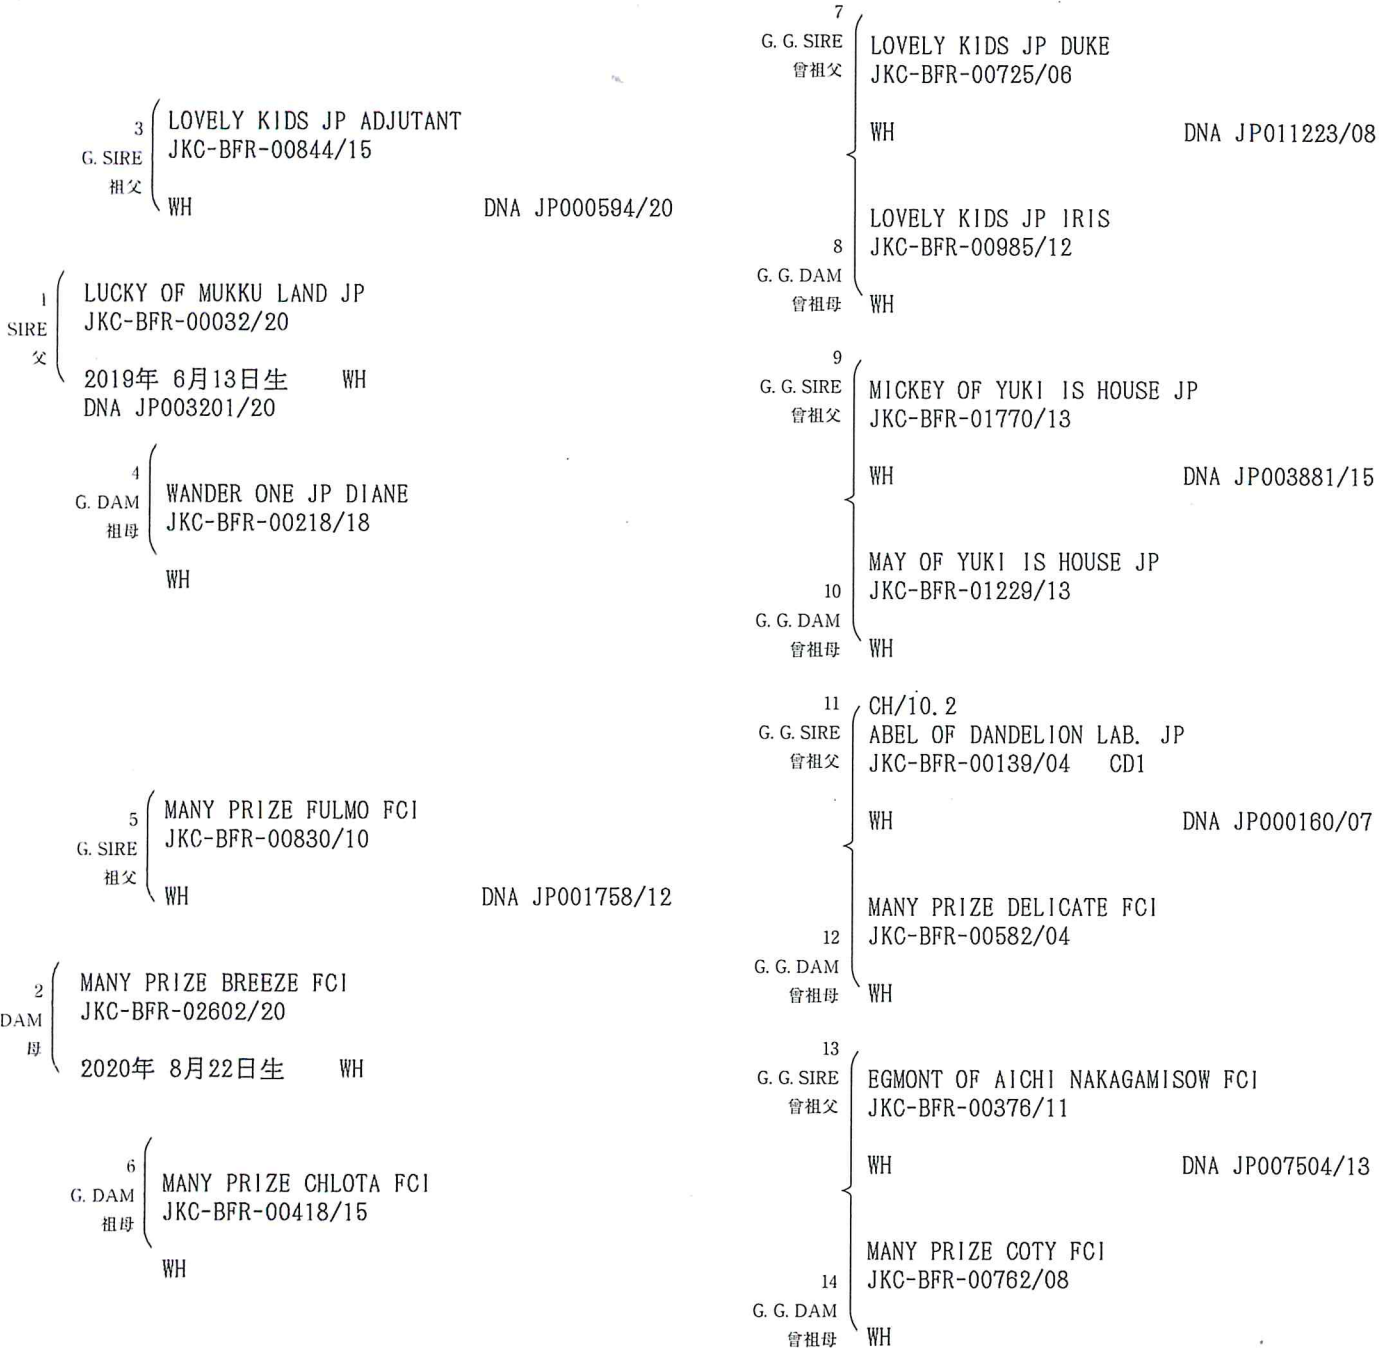 1
SIRE
父
LUCKY OF MUKKU LAND JP
JKC-BFR-00032/20
2019年 6月13日生 WH
DNA JP003201/20
2
DAM
母
MANY PRIZE BREEZE FCI
JKC-BFR-02602/20
2020年 8月22日生 WH
3
G. SIRE
祖父
LOVELY KIDS JP ADJUTANT
JKC-BFR-00844/15
WH DNA JP000594/20
4
G. DAM
祖母
WANDER ONE JP DIANE
JKC-BFR-00218/18
WH
5
G. SIRE
祖父
MANY PRIZE FULMO FCI
JKC-BFR-00830/10
WH DNA JP001758/12
6
G. DAM
祖母
MANY PRIZE CHLOTA FCI
JKC-BFR-00418/15
WH
7
G. G. SIRE
曾祖父
LOVELY KIDS JP DUKE
JKC-BFR-00725/06
WH DNA JP011223/08
8
G. G. DAM
曾祖母
LOVELY KIDS JP IRIS
JKC-BFR-00985/12
WH
9
G. G. SIRE
曾祖父
MICKEY OF YUKI IS HOUSE JP
JKC-BFR-01770/13
WH DNA JP003881/15
10
G. G. DAM
曾祖母
MAY OF YUKI IS HOUSE JP
JKC-BFR-01229/13
WH
11
G. G. SIRE
曾祖父
CH/10.2
ABEL OF DANDELION LAB. JP
JKC-BFR-00139/04 CD1
WH DNA JP000160/07
12
G. G. DAM
曾祖母
MANY PRIZE DELICATE FCI
JKC-BFR-00582/04
WH
13
G. G. SIRE
曾祖父
EGMONT OF AICHI NAKAGAMISOW FCI
JKC-BFR-00376/11
WH DNA JP007504/13
14
G. G. DAM
曾祖母
MANY PRIZE COTY FCI
JKC-BFR-00762/08
WH